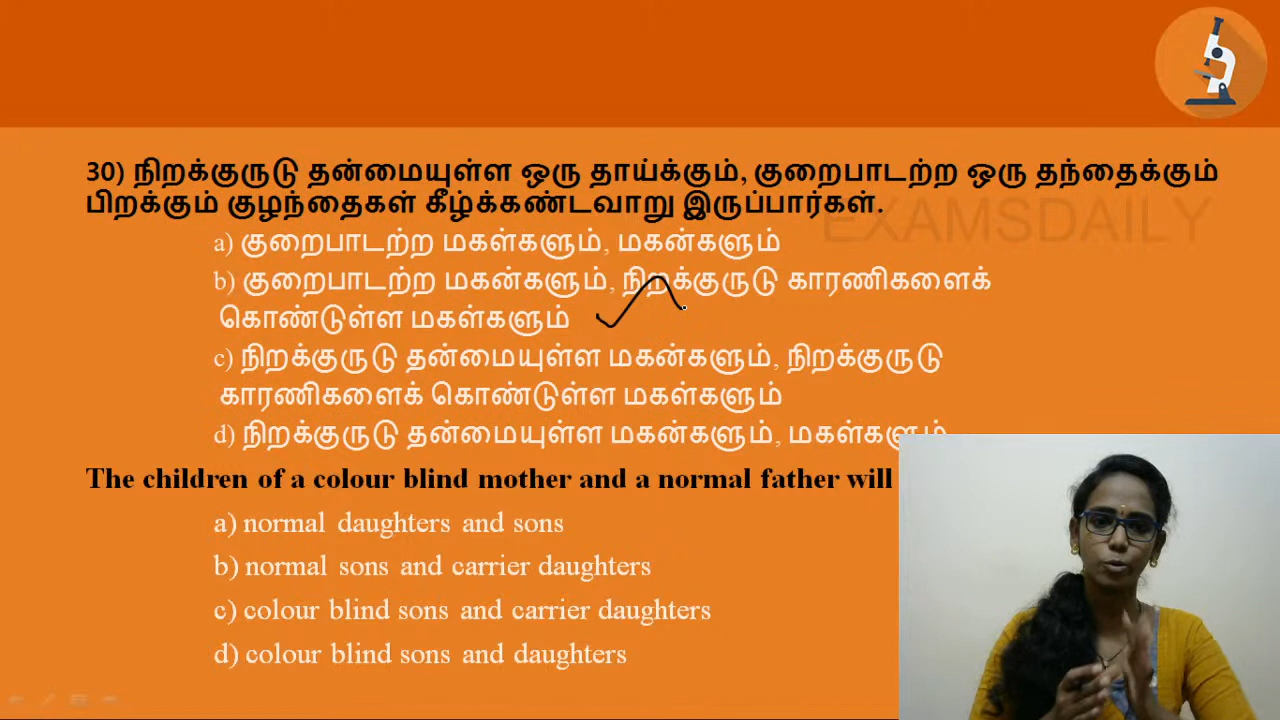 30) நிறக்குருடு தன்மையுள்ள ஒரு தாய்க்கும், குறைபாடற்ற ஒரு தந்தைக்கும்
பிறக்கும் குழந்தைகள் கீழ்க்கண்டவாறு இருப்பார்கள்.
EXAMSDAILY
a) குறைபாடற்ற மகள்களும், மகன்களும்
b) குறைபாடற்ற மகன்களும், நிறக்குருடு காரணிகளைக்
கொண்டுள்ள மகள்களும்
c) நிறக்குருடு தன்மையுள்ள மகன்களும், நிறக்குருடு
காரணிகளைக் கொண்டுள்ள மகள்களும்
d) நிறக்குருடு தன்மையுள்ள மகன்களும், மகள்களும்
The children of a colour blind mother and a normal father will
a) normal daughters and sons
b) normal sons and carrier daughters
c) colour blind sons and carrier daughters
d) colour blind sons and daughters